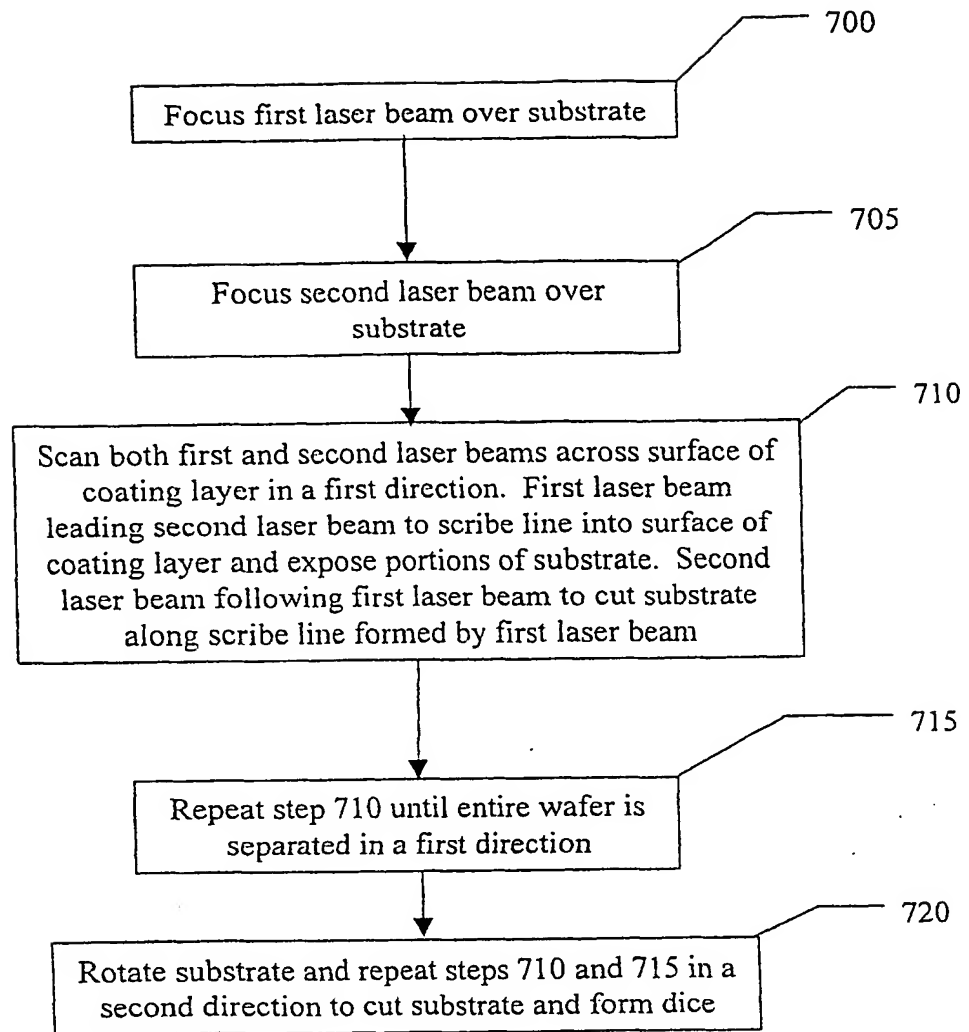 700
Focus first laser beam over substrate
705
Focus second laser beam over
substrate
710
Scan both first and second laser beams across surface of
coating layer in a first direction. First laser beam
leading second laser beam to scribe line into surface of
coating layer and expose portions of substrate. Second
laser beam following first laser beam to cut substrate
along scribe line formed by first laser beam
715
Repeat step 710 until entire wafer is
separated in a first direction
720
Rotate substrate and repeat steps 710 and 715 in a
second direction to cut substrate and form dice